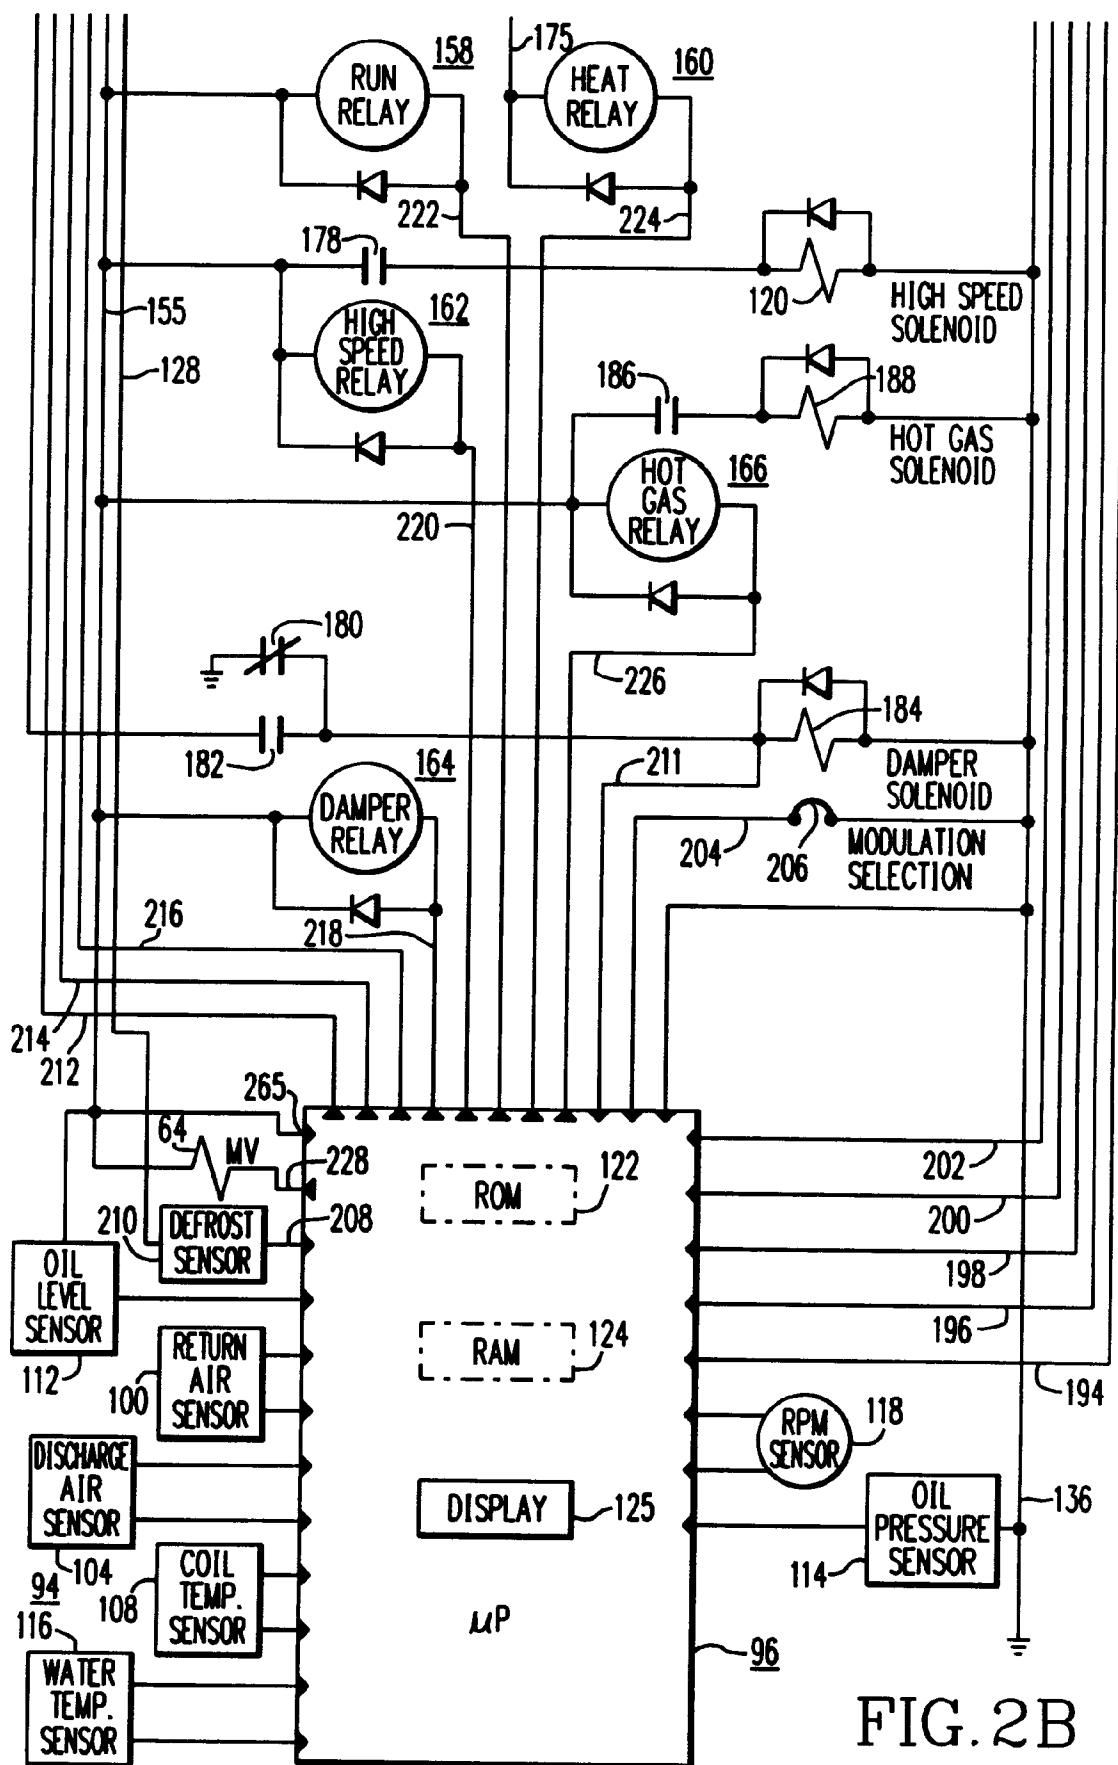 175
158
RUN
RELAY
HEAT
RELAY
160
222
224
178
120
HIGH SPEED
SOLENOID
155
162
HIGH
SPEED
RELAY
128
186
188
HOT GAS
SOLENOID
HOT
GAS
RELAY
166
220
180
226
182
184
211
DAMPER
SOLENOID
164
DAMPER
RELAY
204
206
MODULATION
SELECTION
216
218
214
212
265
64
MV
228
ROM
122
202
200
210
DEFROST
SENSOR
208
198
OIL
LEVEL
SENSOR
112
196
RAM
124
194
RETURN
AIR
SENSOR
100
RPM
SENSOR
118
DISCHARGE
AIR
SENSOR
104
DISPLAY
125
OIL
PRESSURE
SENSOR
114
136
COIL
TEMP.
SENSOR
108
94
116
WATER
TEMP.
SENSOR
μP
96
FIG. 2B